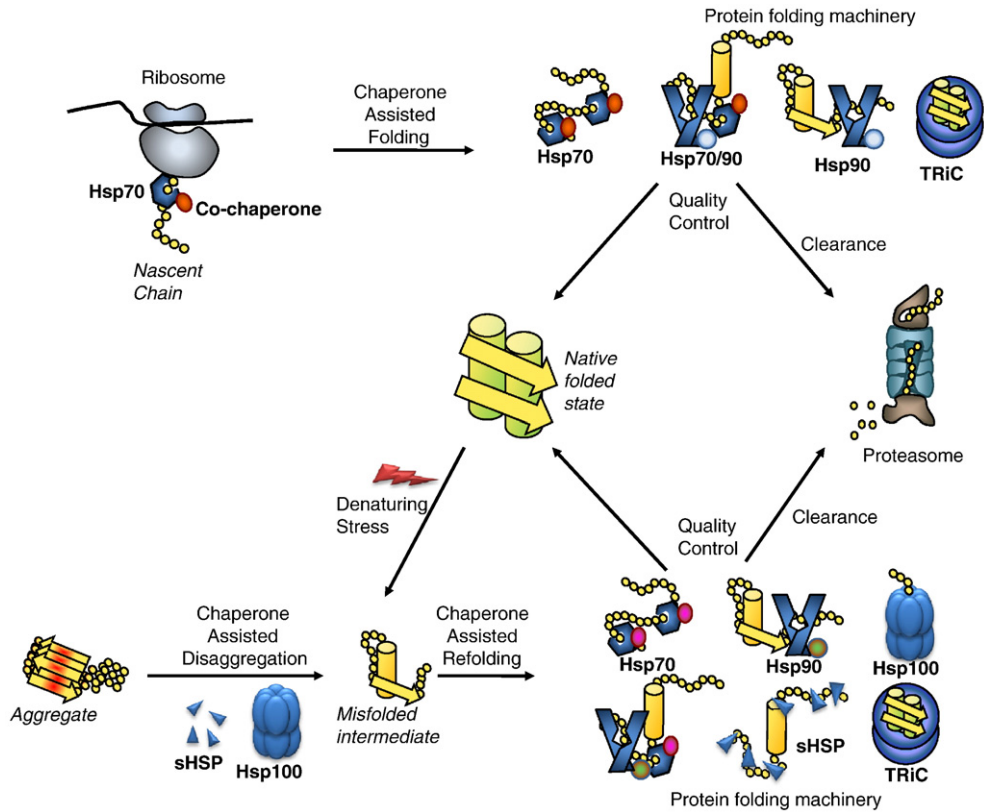 Protein folding machinery
Ribosome
Chaperone
Assisted
Folding
Hsp70
Hsp70/90
Hsp90
TRiC
Hsp70
Co-chaperone
Nascent
Chain
Quality
Control
Clearance
Native
folded
state
Proteasome
Denaturing
Stress
Quality
Control
Clearance
Chaperone
Assisted
Disaggregation
Chaperone
Assisted
Refolding
Hsp70
Hsp90
Hsp100
Aggregate
sHSP
Hsp100
Misfolded
intermediate
sHSP
TRiC
Protein folding machinery